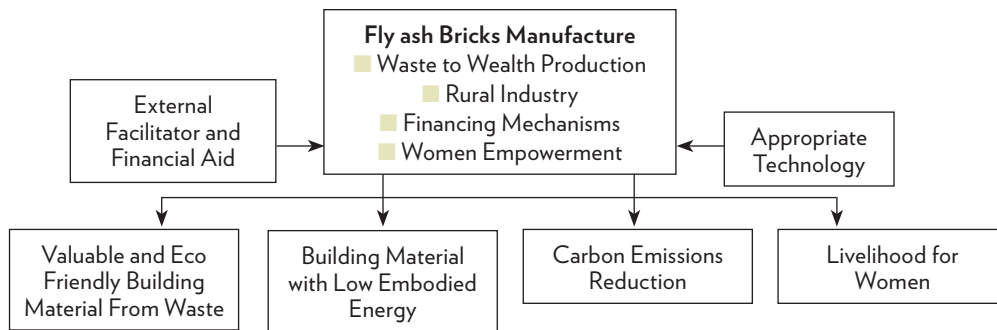 Fly ash Bricks Manufacture
Waste to Wealth Production
Rural Industry
Financing Mechanisms
Women Empowerment
External
Facilitator and
Financial Aid
Appropriate
Technology
Valuable and Eco
Friendly Building
Material From Waste
Building Material
with Low Embodied
Energy
Carbon Emissions
Reduction
Livelihood for
Women